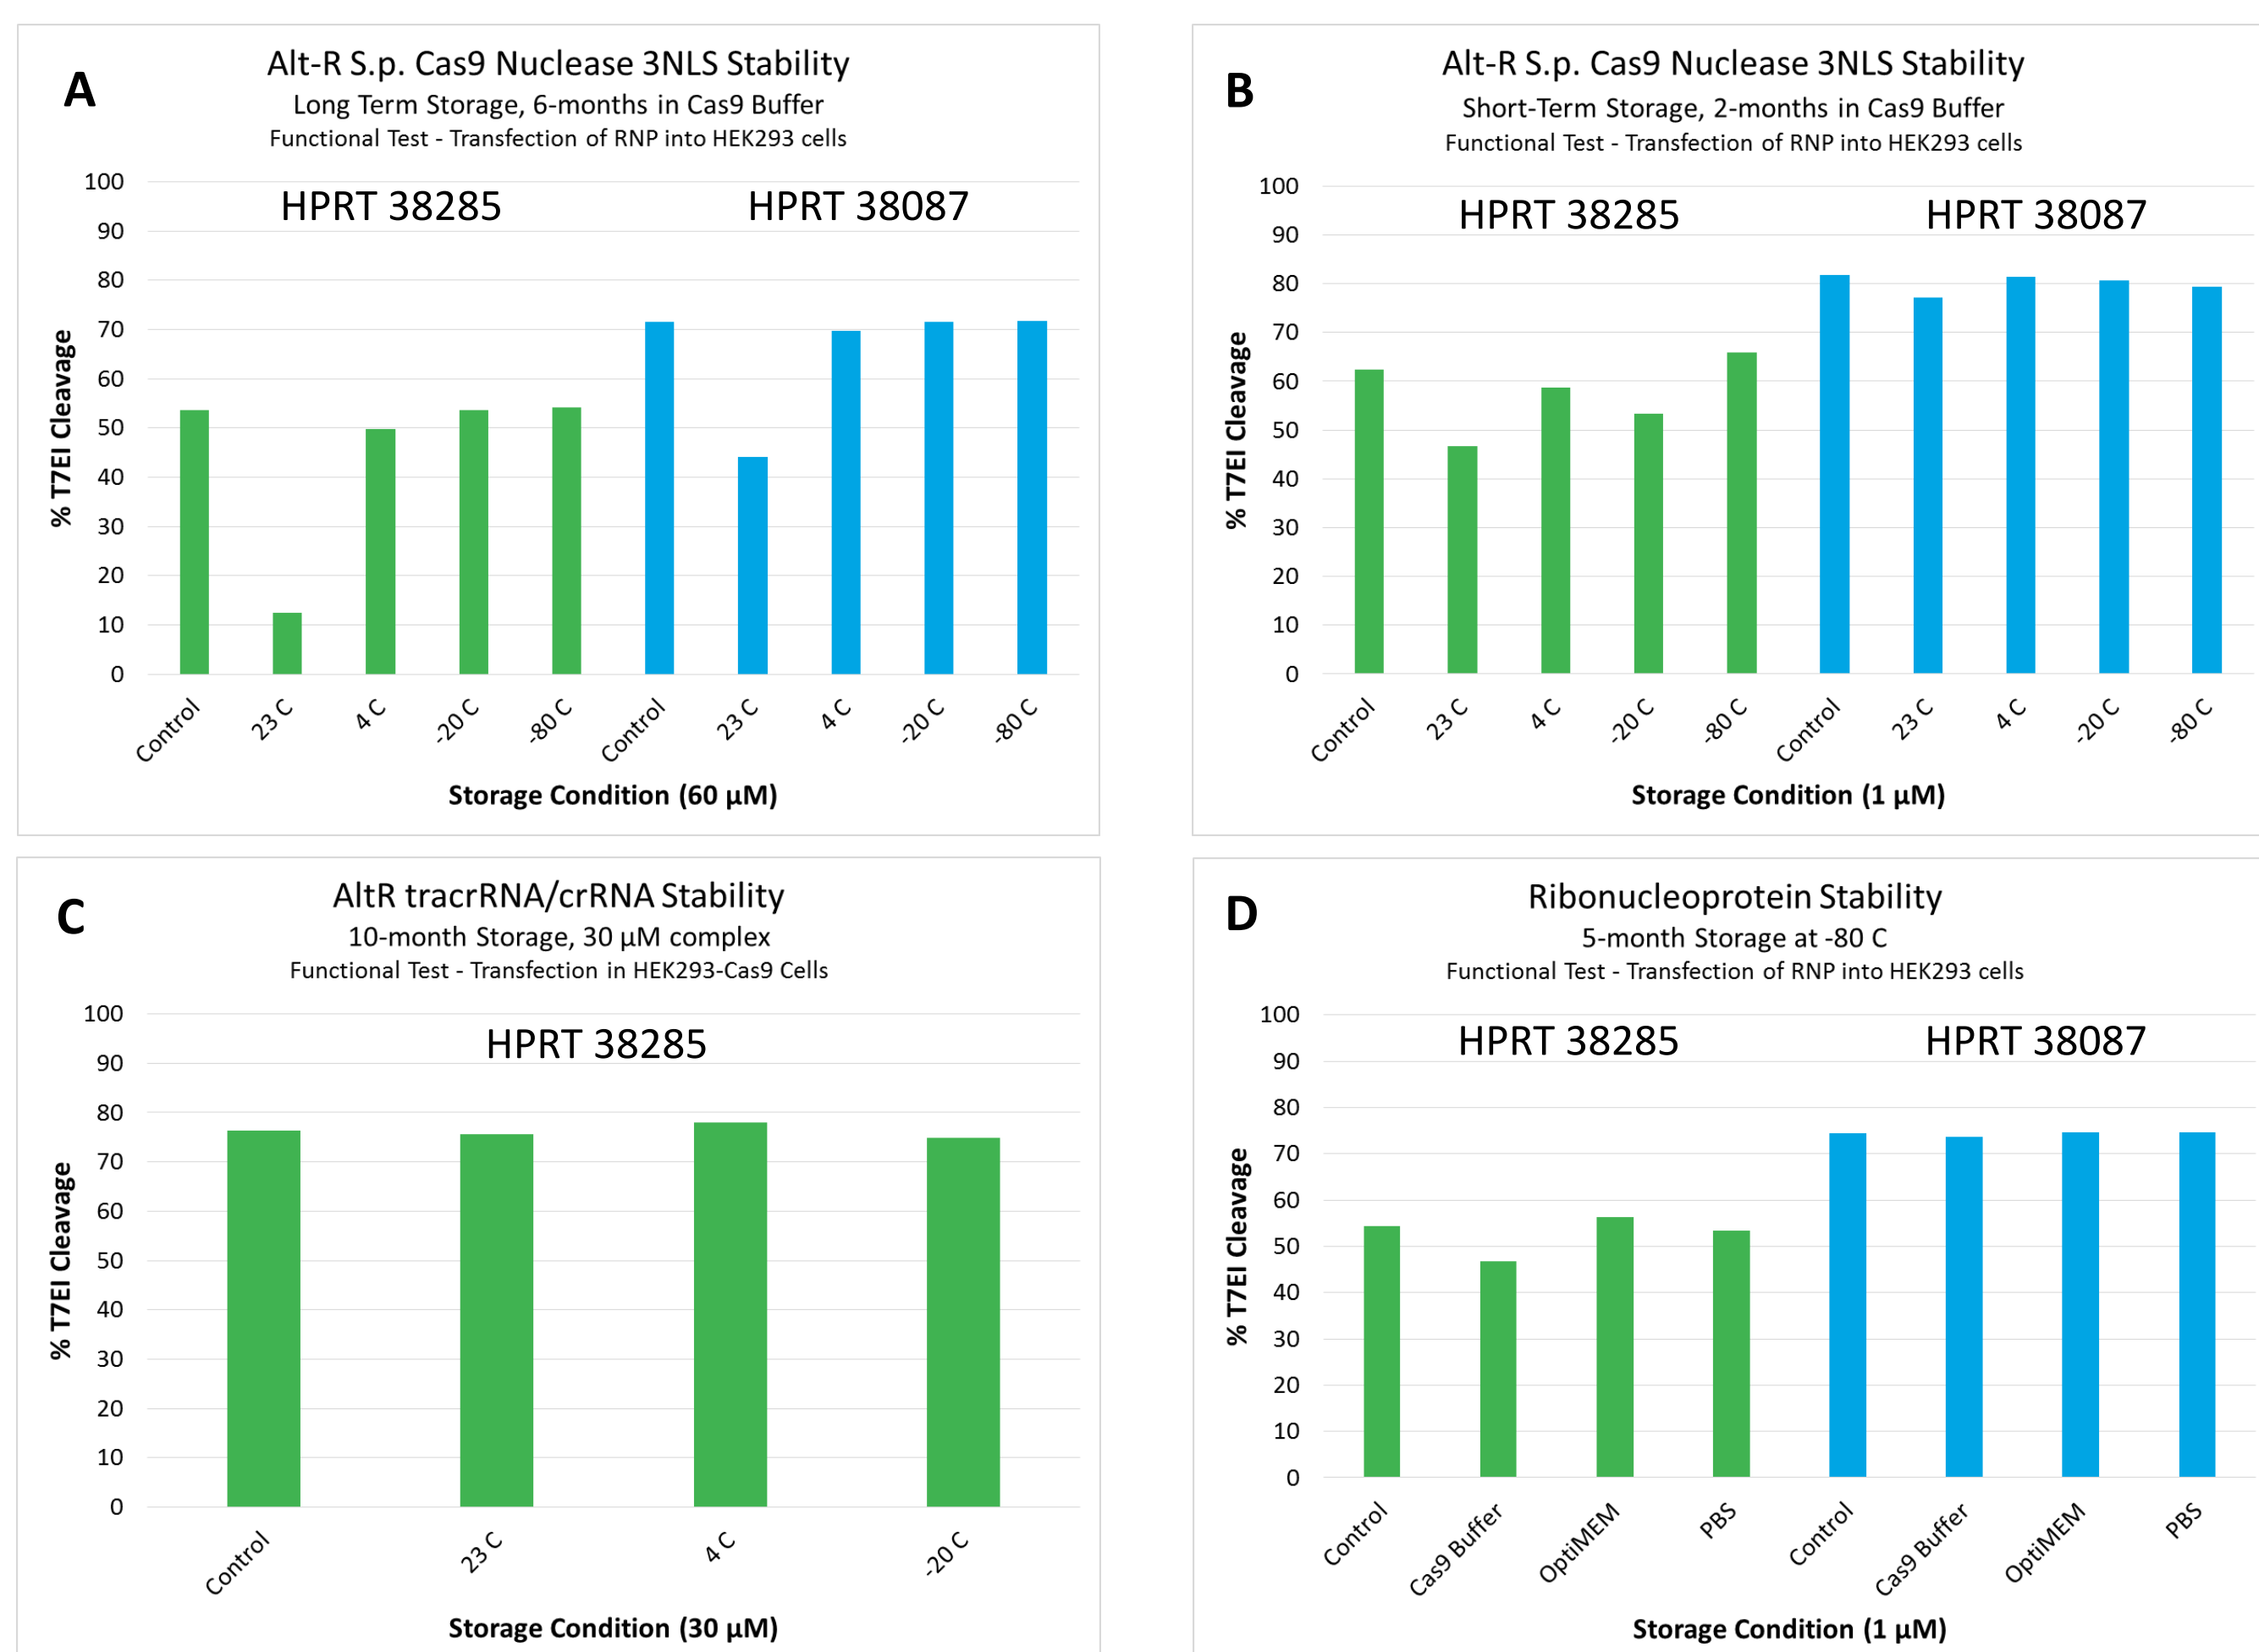 A
Alt-R S.p. Cas9 Nuclease 3NLS Stability
Long Term Storage, 6-months in Cas9 Buffer
Functional Test - Transfection of RNP into HEK293 cells
HPRT 38285
HPRT 38087
% T7EI Cleavage
100
90
80
70
60
50
40
30
20
10
0
Control
23 C
4 C
-20 C
-80 C
Control
23 C
4 C
-20 C
-80 C
Storage Condition (60 µM)
B
Alt-R S.p. Cas9 Nuclease 3NLS Stability
Short-Term Storage, 2-months in Cas9 Buffer
Functional Test - Transfection of RNP into HEK293 cells
HPRT 38285
HPRT 38087
% T7EI Cleavage
100
90
80
70
60
50
40
30
20
10
0
Control
23 C
4 C
-20 C
-80 C
Control
23 C
4 C
-20 C
-80 C
Storage Condition (1 µM)
C
AltR tracrRNA/crRNA Stability
10-month Storage, 30 µM complex
Functional Test - Transfection in HEK293-Cas9 Cells
HPRT 38285
% T7EI Cleavage
100
90
80
70
60
50
40
30
20
10
0
Control
23 C
4 C
-20 C
Storage Condition (30 µM)
D
Ribonucleoprotein Stability
5-month Storage at -80 C
Functional Test - Transfection of RNP into HEK293 cells
HPRT 38285
HPRT 38087
% T7EI Cleavage
100
90
80
70
60
50
40
30
20
10
0
Control
Cas9 Buffer
OptiMEM
PBS
Control
Cas9 Buffer
OptiMEM
PBS
Storage Condition (1 µM)